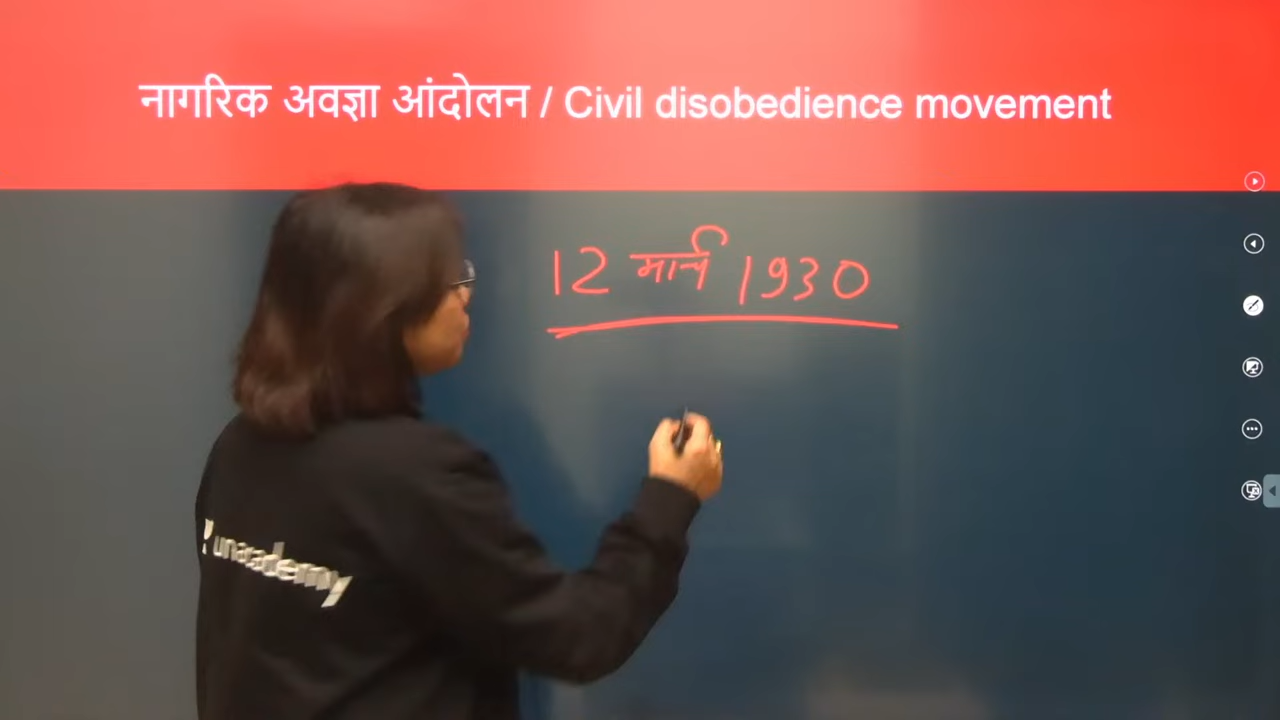 नागरिक अवज्ञा आंदोलन / Civil disobedience movement
12 मार्च 1930
unacademy